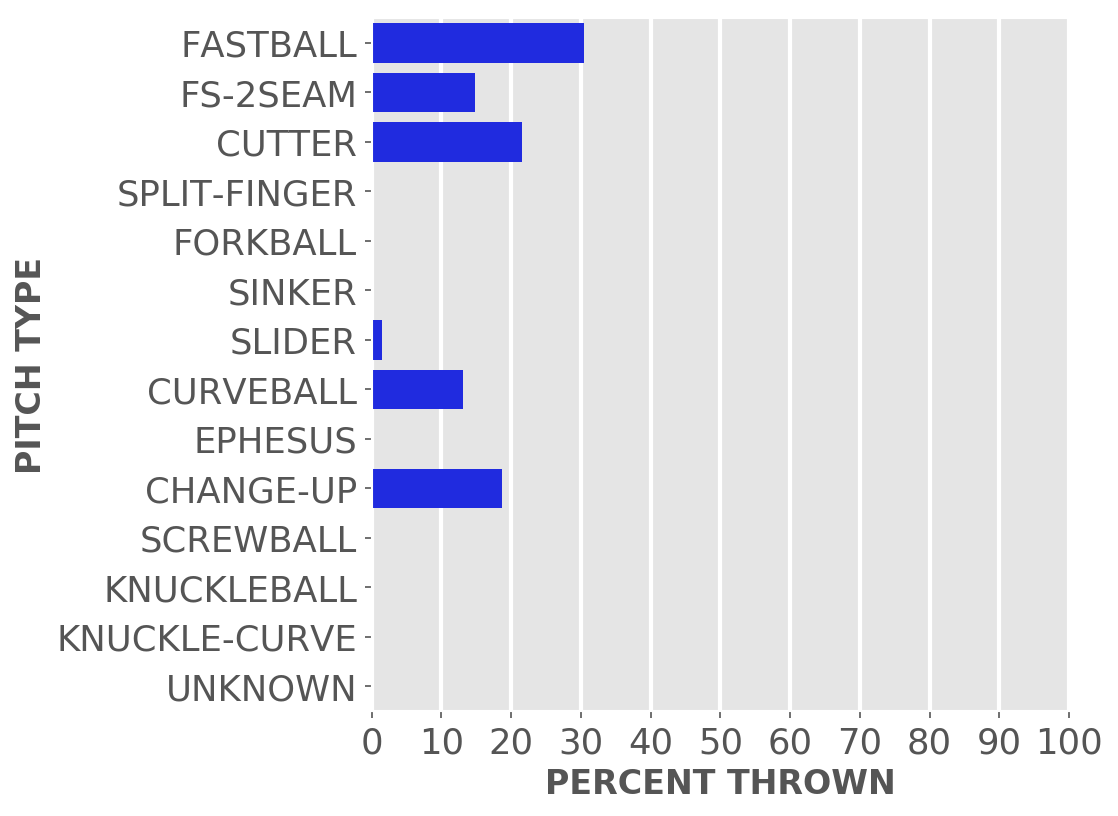 FASTBALL
FS-2SEAM
CUTTER
SPLIT-FINGER
FORKBALL
SINKER
SLIDER
CURVEBALL
EPHESUS
CHANGE-UP
SCREWBALL
KNUCKLEBALL
KNUCKLE-CURVE
UNKNOWN
PITCH TYPE
0 10 20 30 40 50 60 70 80 90 100
PERCENT THROWN